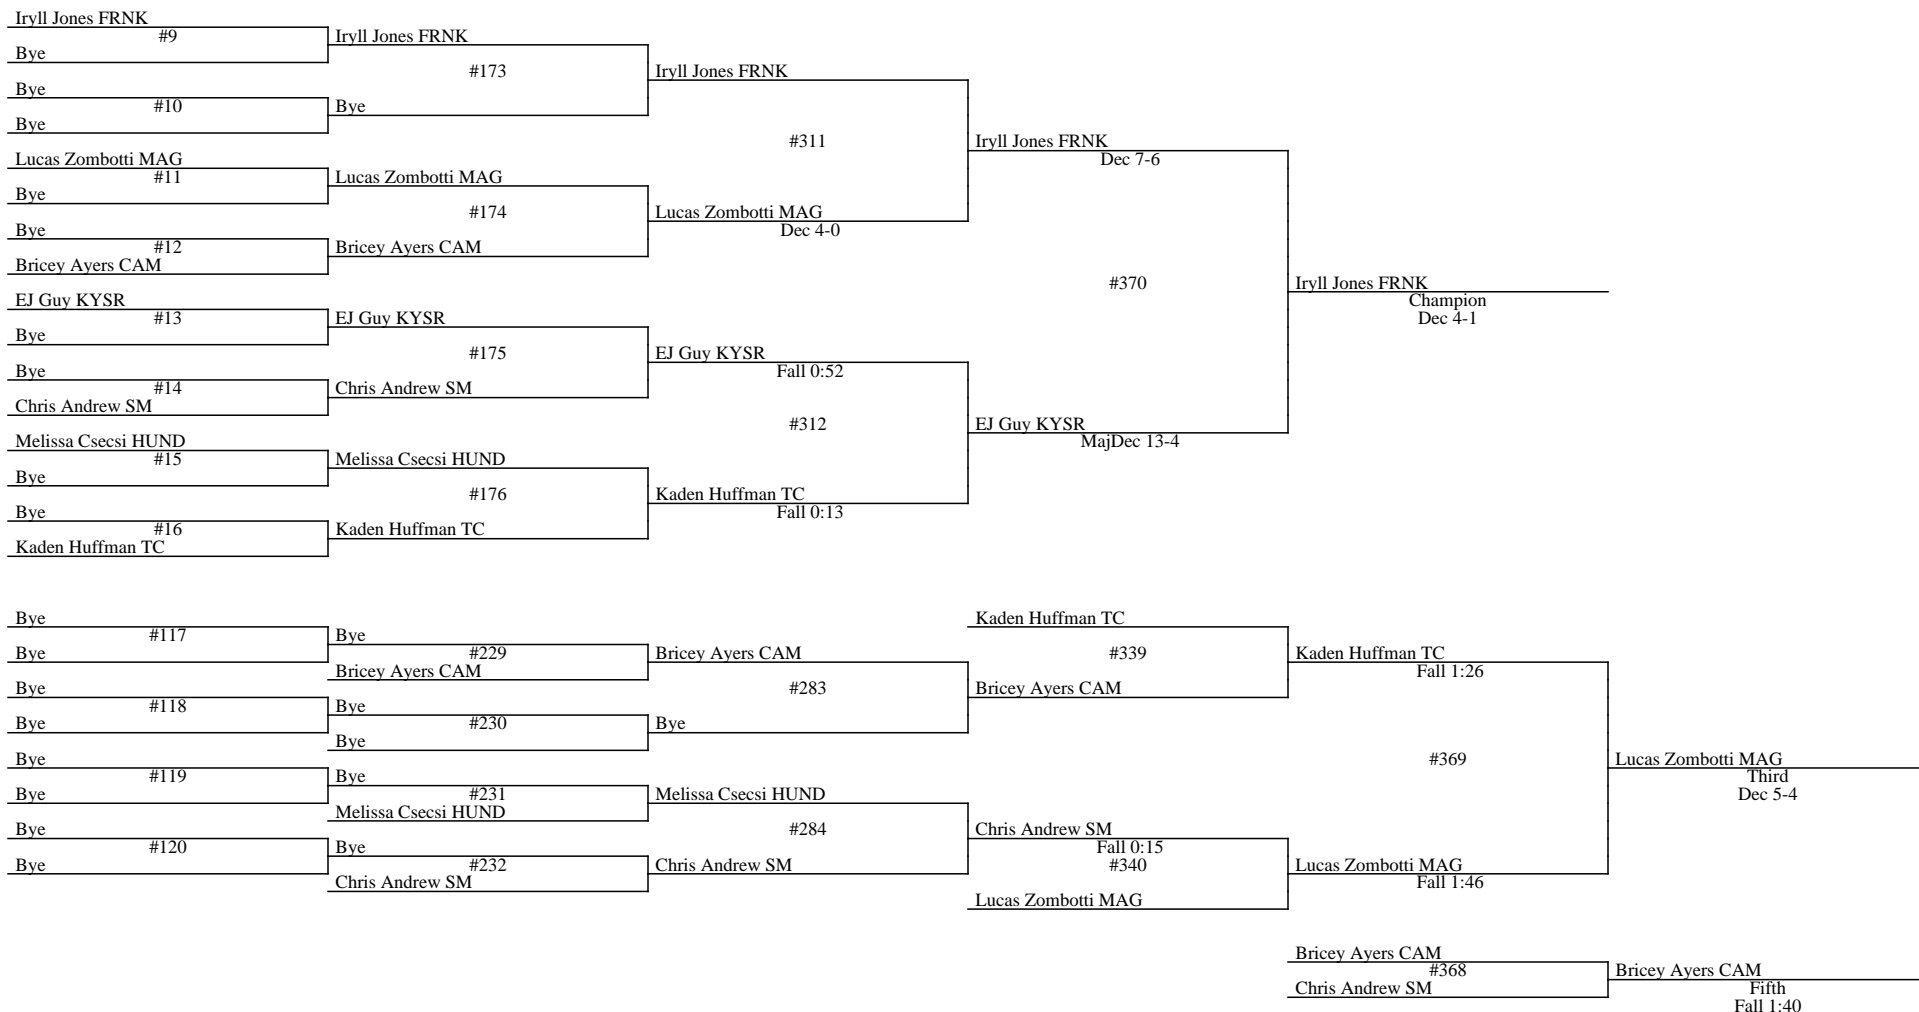 Iryll Jones FRNK
#9
Bye
Iryll Jones FRNK
#173
Bye
#10
Bye
Bye
Iryll Jones FRNK
#311
Lucas Zombotti MAG
#11
Bye
Lucas Zombotti MAG
#174
Bye
#12
Bricey Ayers CAM
Bricey Ayers CAM
Lucas Zombotti MAG
Dec 4-0
Iryll Jones FRNK
Dec 7-6
#370
EJ Guy KYSR
#13
Bye
EJ Guy KYSR
#175
Bye
#14
Chris Andrew SM
Chris Andrew SM
EJ Guy KYSR
Fall 0:52
#312
Melissa Csecsi HUND
#15
Bye
Melissa Csecsi HUND
#176
Bye
#16
Kaden Huffman TC
Kaden Huffman TC
Kaden Huffman TC
Fall 0:13
EJ Guy KYSR
MajDec 13-4
Iryll Jones FRNK
Champion
Dec 4-1
Bye
#117
Bye
Bye
#229
Bricey Ayers CAM
Bye
#118
Bye
Bye
#230
Bye
Bricey Ayers CAM
#283
Bye
Bye
#119
Bye
Bye
#231
Melissa Csecsi HUND
Bye
#120
Bye
Bye
#232
Chris Andrew SM
Melissa Csecsi HUND
#284
Chris Andrew SM
Kaden Huffman TC
#339
Bricey Ayers CAM
Chris Andrew SM
Fall 0:15
#340
Lucas Zombotti MAG
Kaden Huffman TC
Fall 1:26
#369
Lucas Zombotti MAG
Fall 1:46
Lucas Zombotti MAG
Third
Dec 5-4
Bricey Ayers CAM
#368
Chris Andrew SM
Bricey Ayers CAM
Fifth
Fall 1:40